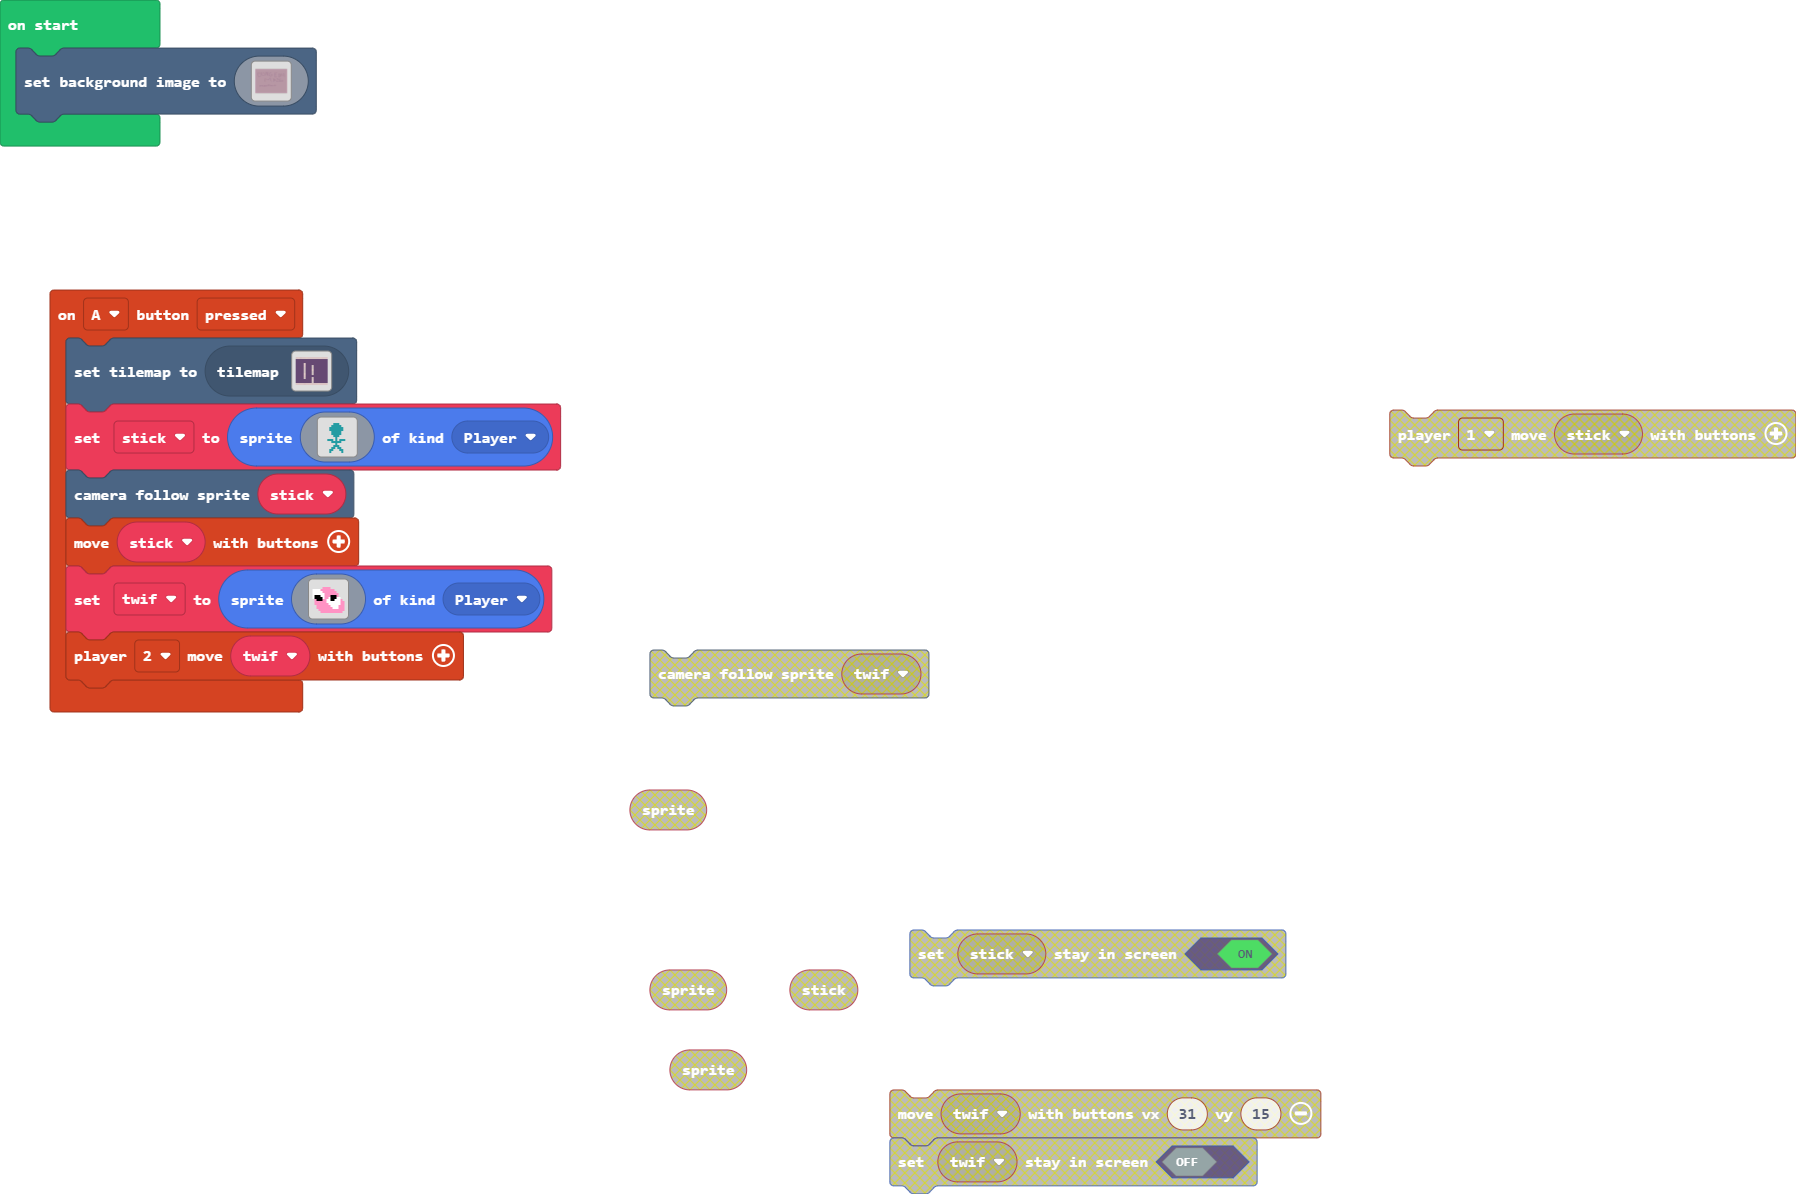 on start
set background image to
on A button pressed
set tilemap to tilemap
set stick to sprite of kind Player
camera follow sprite stick
move stick with buttons
set twif to sprite of kind Player
player 2 move twif with buttons
player 1 move stick with buttons
camera follow sprite twif
sprite
set stick stay in screen ON
sprite
stick
sprite
move twif with buttons vx 31 vy 15
set twif stay in screen OFF